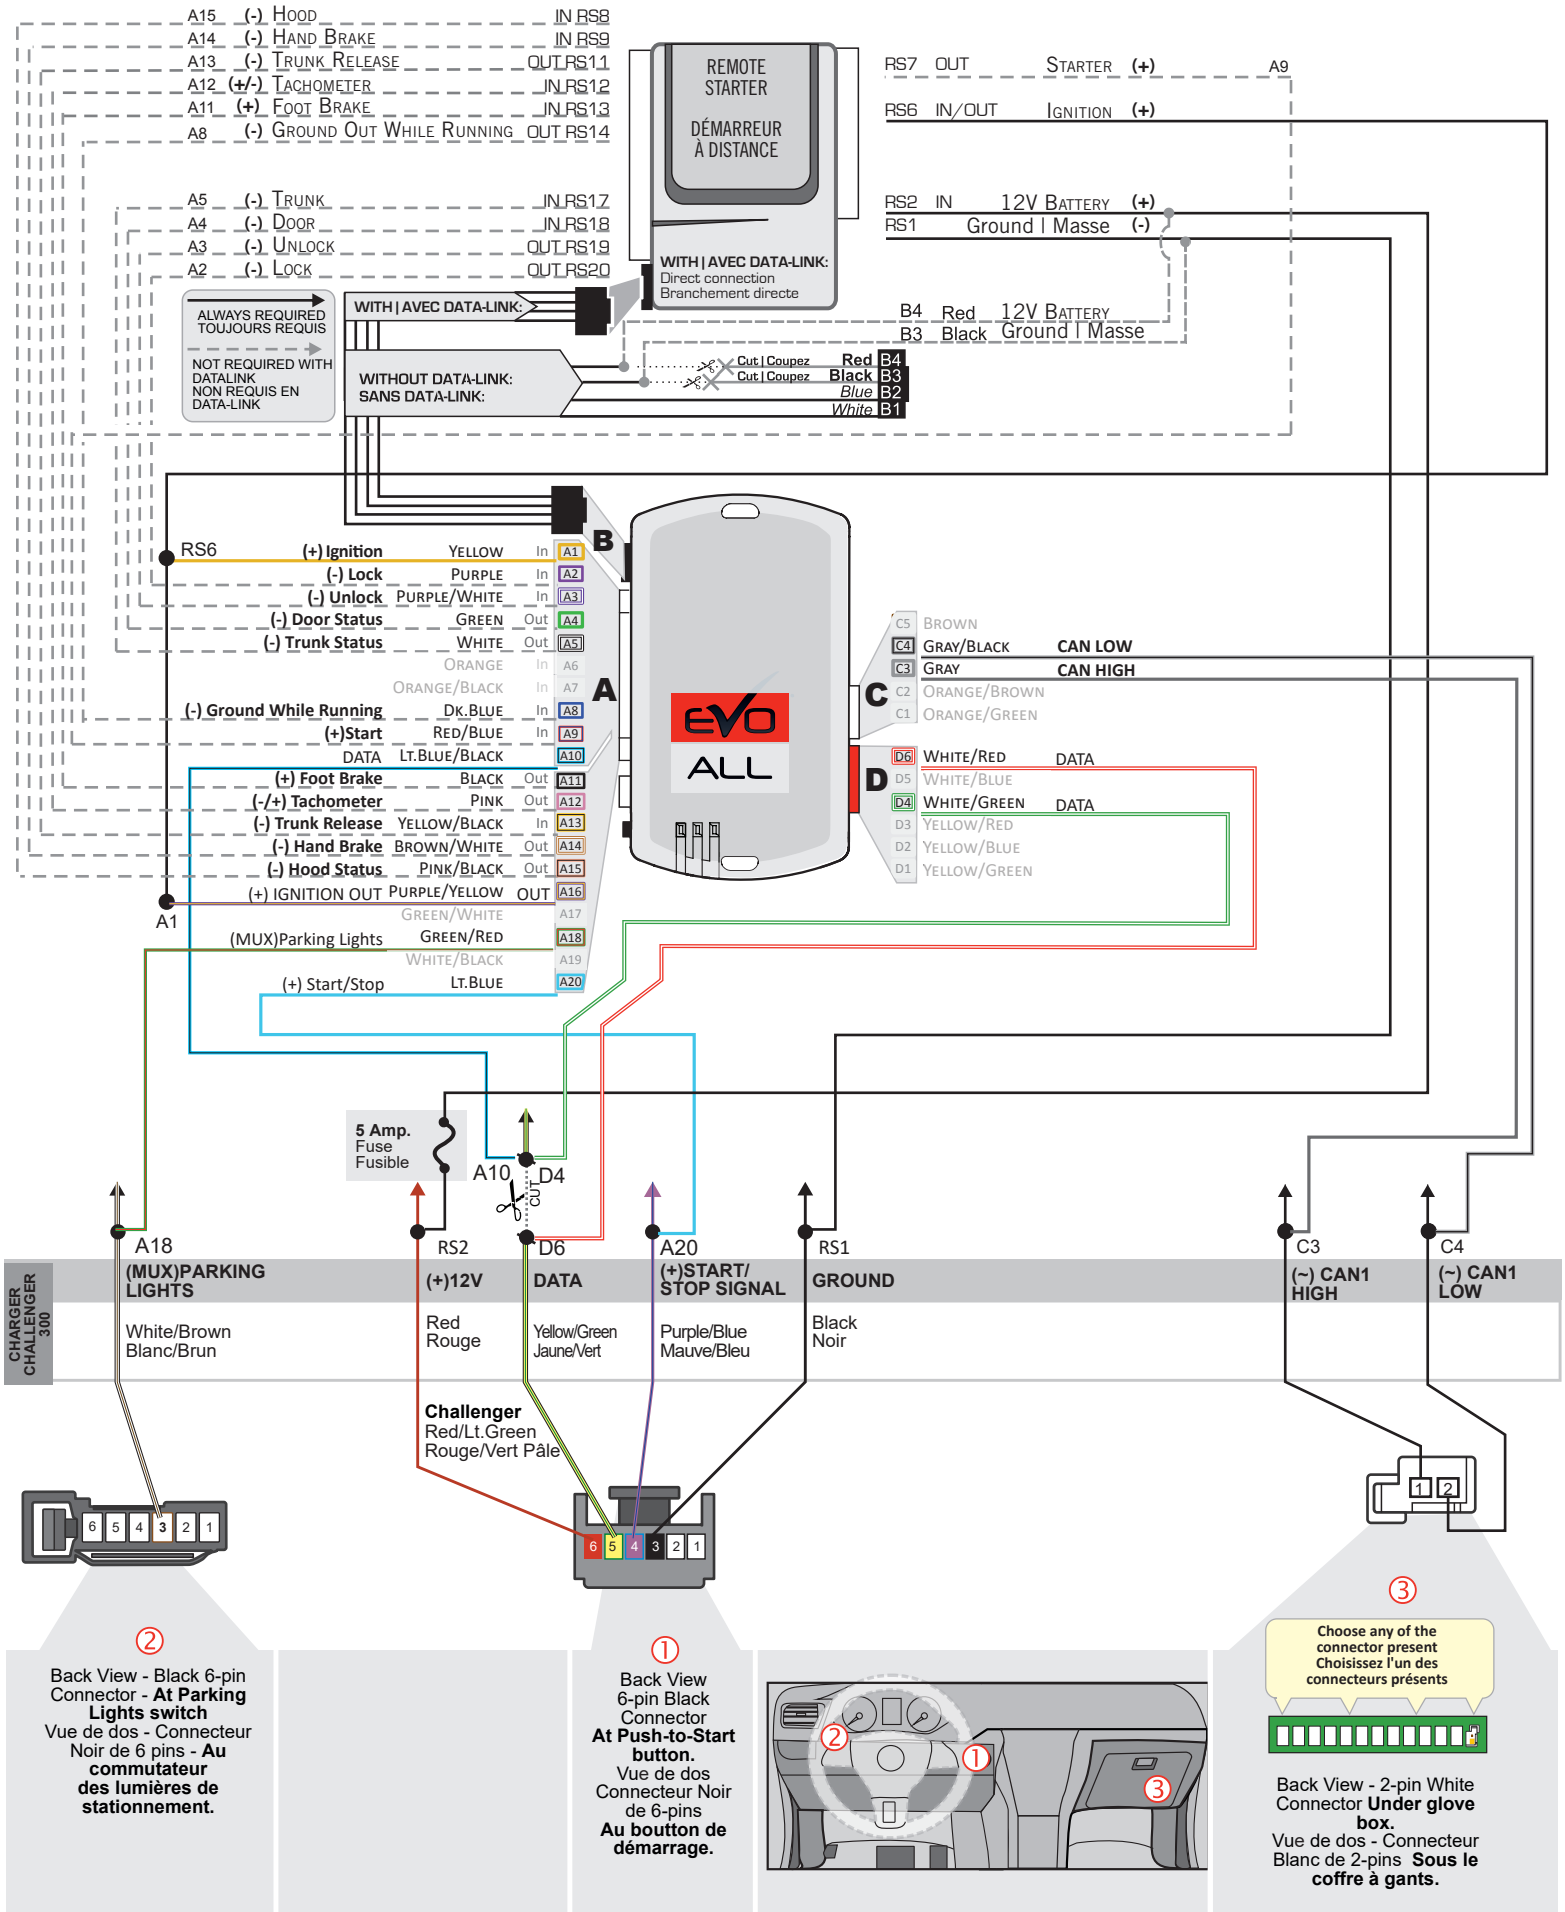 A15 (-) HOOD IN RS8
A14 (-) HAND BRAKE IN RS9
A13 (-) TRUNK RELEASE OUT RS11
A12 (+/-) TACHOMETER IN RS12
A11 (+) FOOT BRAKE IN RS13
A8 (-) GROUND OUT WHILE RUNNING OUT RS14
A5 (-) TRUNK IN RS17
A4 (-) DOOR IN RS18
A3 (-) UNLOCK OUT RS19
A2 (-) LOCK OUT RS20
REMOTE
STARTER
DÉMARREUR
À DISTANCE
WITH | AVEC DATA-LINK:
Direct connection
Branchement directe
RS7 OUT STARTER (+) A9
RS6 IN/OUT IGNITION (+)
RS2 IN 12V BATTERY (+)
RS1 Ground | Masse (-)
B4 Red 12V BATTERY
B3 Black Ground | Masse
ALWAYS REQUIRED
TOUJOURS REQUIS
NOT REQUIRED WITH
DATALINK
NON REQUIS EN
DATA-LINK
WITH | AVEC DATA-LINK:
WITHOUT DATA-LINK:
SANS DATA-LINK:
Cut | Coupez Red B4
Cut | Coupez Black B3
Blue B2
White B1
B
RS6 (+) Ignition YELLOW In A1
(-) Lock PURPLE In A2
(-) Unlock PURPLE/WHITE In A3
(-) Door Status GREEN Out A4
(-) Trunk Status WHITE Out A5
ORANGE In A6
ORANGE/BLACK In A7
(-) Ground While Running DK.BLUE In A8
(+)Start RED/BLUE In A9
DATA LT.BLUE/BLACK A10
(+) Foot Brake BLACK Out A11
(-/+) Tachometer PINK Out A12
(-) Trunk Release YELLOW/BLACK In A13
(-) Hand Brake BROWN/WHITE Out A14
(-) Hood Status PINK/BLACK Out A15
(+) IGNITION OUT PURPLE/YELLOW OUT A16
A1
GREEN/WHITE A17
(MUX)Parking Lights GREEN/RED A18
WHITE/BLACK A19
(+) Start/Stop LT.BLUE A20
A
EVO
ALL
C
C5 BROWN
C4 GRAY/BLACK CAN LOW
C3 GRAY CAN HIGH
C2 ORANGE/BROWN
C1 ORANGE/GREEN
D
D6 WHITE/RED DATA
D5 WHITE/BLUE
D4 WHITE/GREEN DATA
D3 YELLOW/RED
D2 YELLOW/BLUE
D1 YELLOW/GREEN
5 Amp.
Fuse
Fusible
A10 D4
CUT
A18 RS2 D6 A20 RS1 C3 C4
CHARGER
CHALLENGER
300
(MUX)PARKING
LIGHTS
(+)12V
DATA
(+)START/
STOP SIGNAL
GROUND
(~) CAN1
HIGH
(~) CAN1
LOW
White/Brown
Blanc/Brun
Red
Rouge
Yellow/Green
Jaune/Vert
Purple/Blue
Mauve/Bleu
Black
Noir
Challenger
Red/Lt.Green
Rouge/Vert Pâle
6 5 4 3 2 1
6 5 4 3 2 1
1 2
2
Back View - Black 6-pin
Connector - At Parking
Lights switch
Vue de dos - Connecteur
Noir de 6 pins - Au
commutateur
des lumières de
stationnement.
1
Back View
6-pin Black
Connector
At Push-to-Start
button.
Vue de dos
Connecteur Noir
de 6-pins
Au boutton de
démarrage.
2
1
3
3
Choose any of the
connector present
Choisissez l'un des
connecteurs présents
Back View - 2-pin White
Connector Under glove
box.
Vue de dos - Connecteur
Blanc de 2-pins Sous le
coffre à gants.